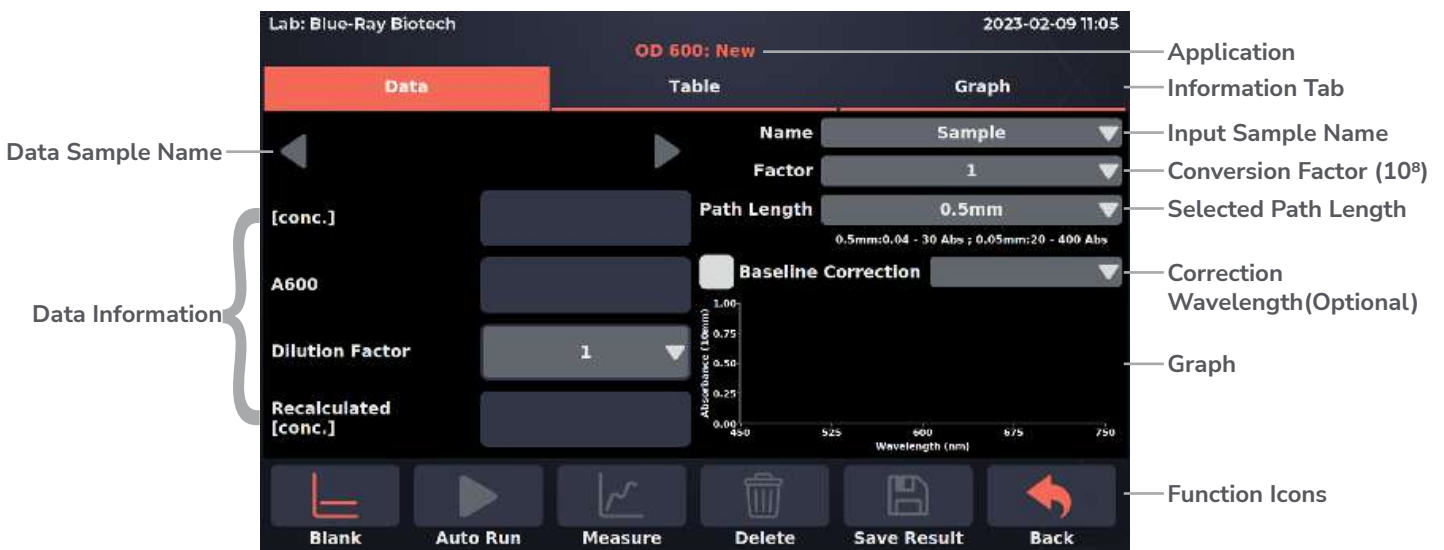 Lab: Blue-Ray Biotech
2023-02-09 11:05
OD 600: New
Application
Data
Table
Graph
Information Tab
Data Sample Name
Name
Sample
Input Sample Name
Factor
1
Conversion Factor (10⁸)
[conc.]
Path Length
0.5mm
Selected Path Length
0.5mm:0.04 - 30 Abs ; 0.05mm:20 - 400 Abs
A600
Baseline Correction
Correction
Wavelength(Optional)
Data Information
Dilution Factor
1
Recalculated
[conc.]
Absorbance (10mm)
1.00
0.75
0.50
0.25
0.00
450
525
600
675
750
Wavelength (nm)
Graph
Blank
Auto Run
Measure
Delete
Save Result
Back
Function Icons